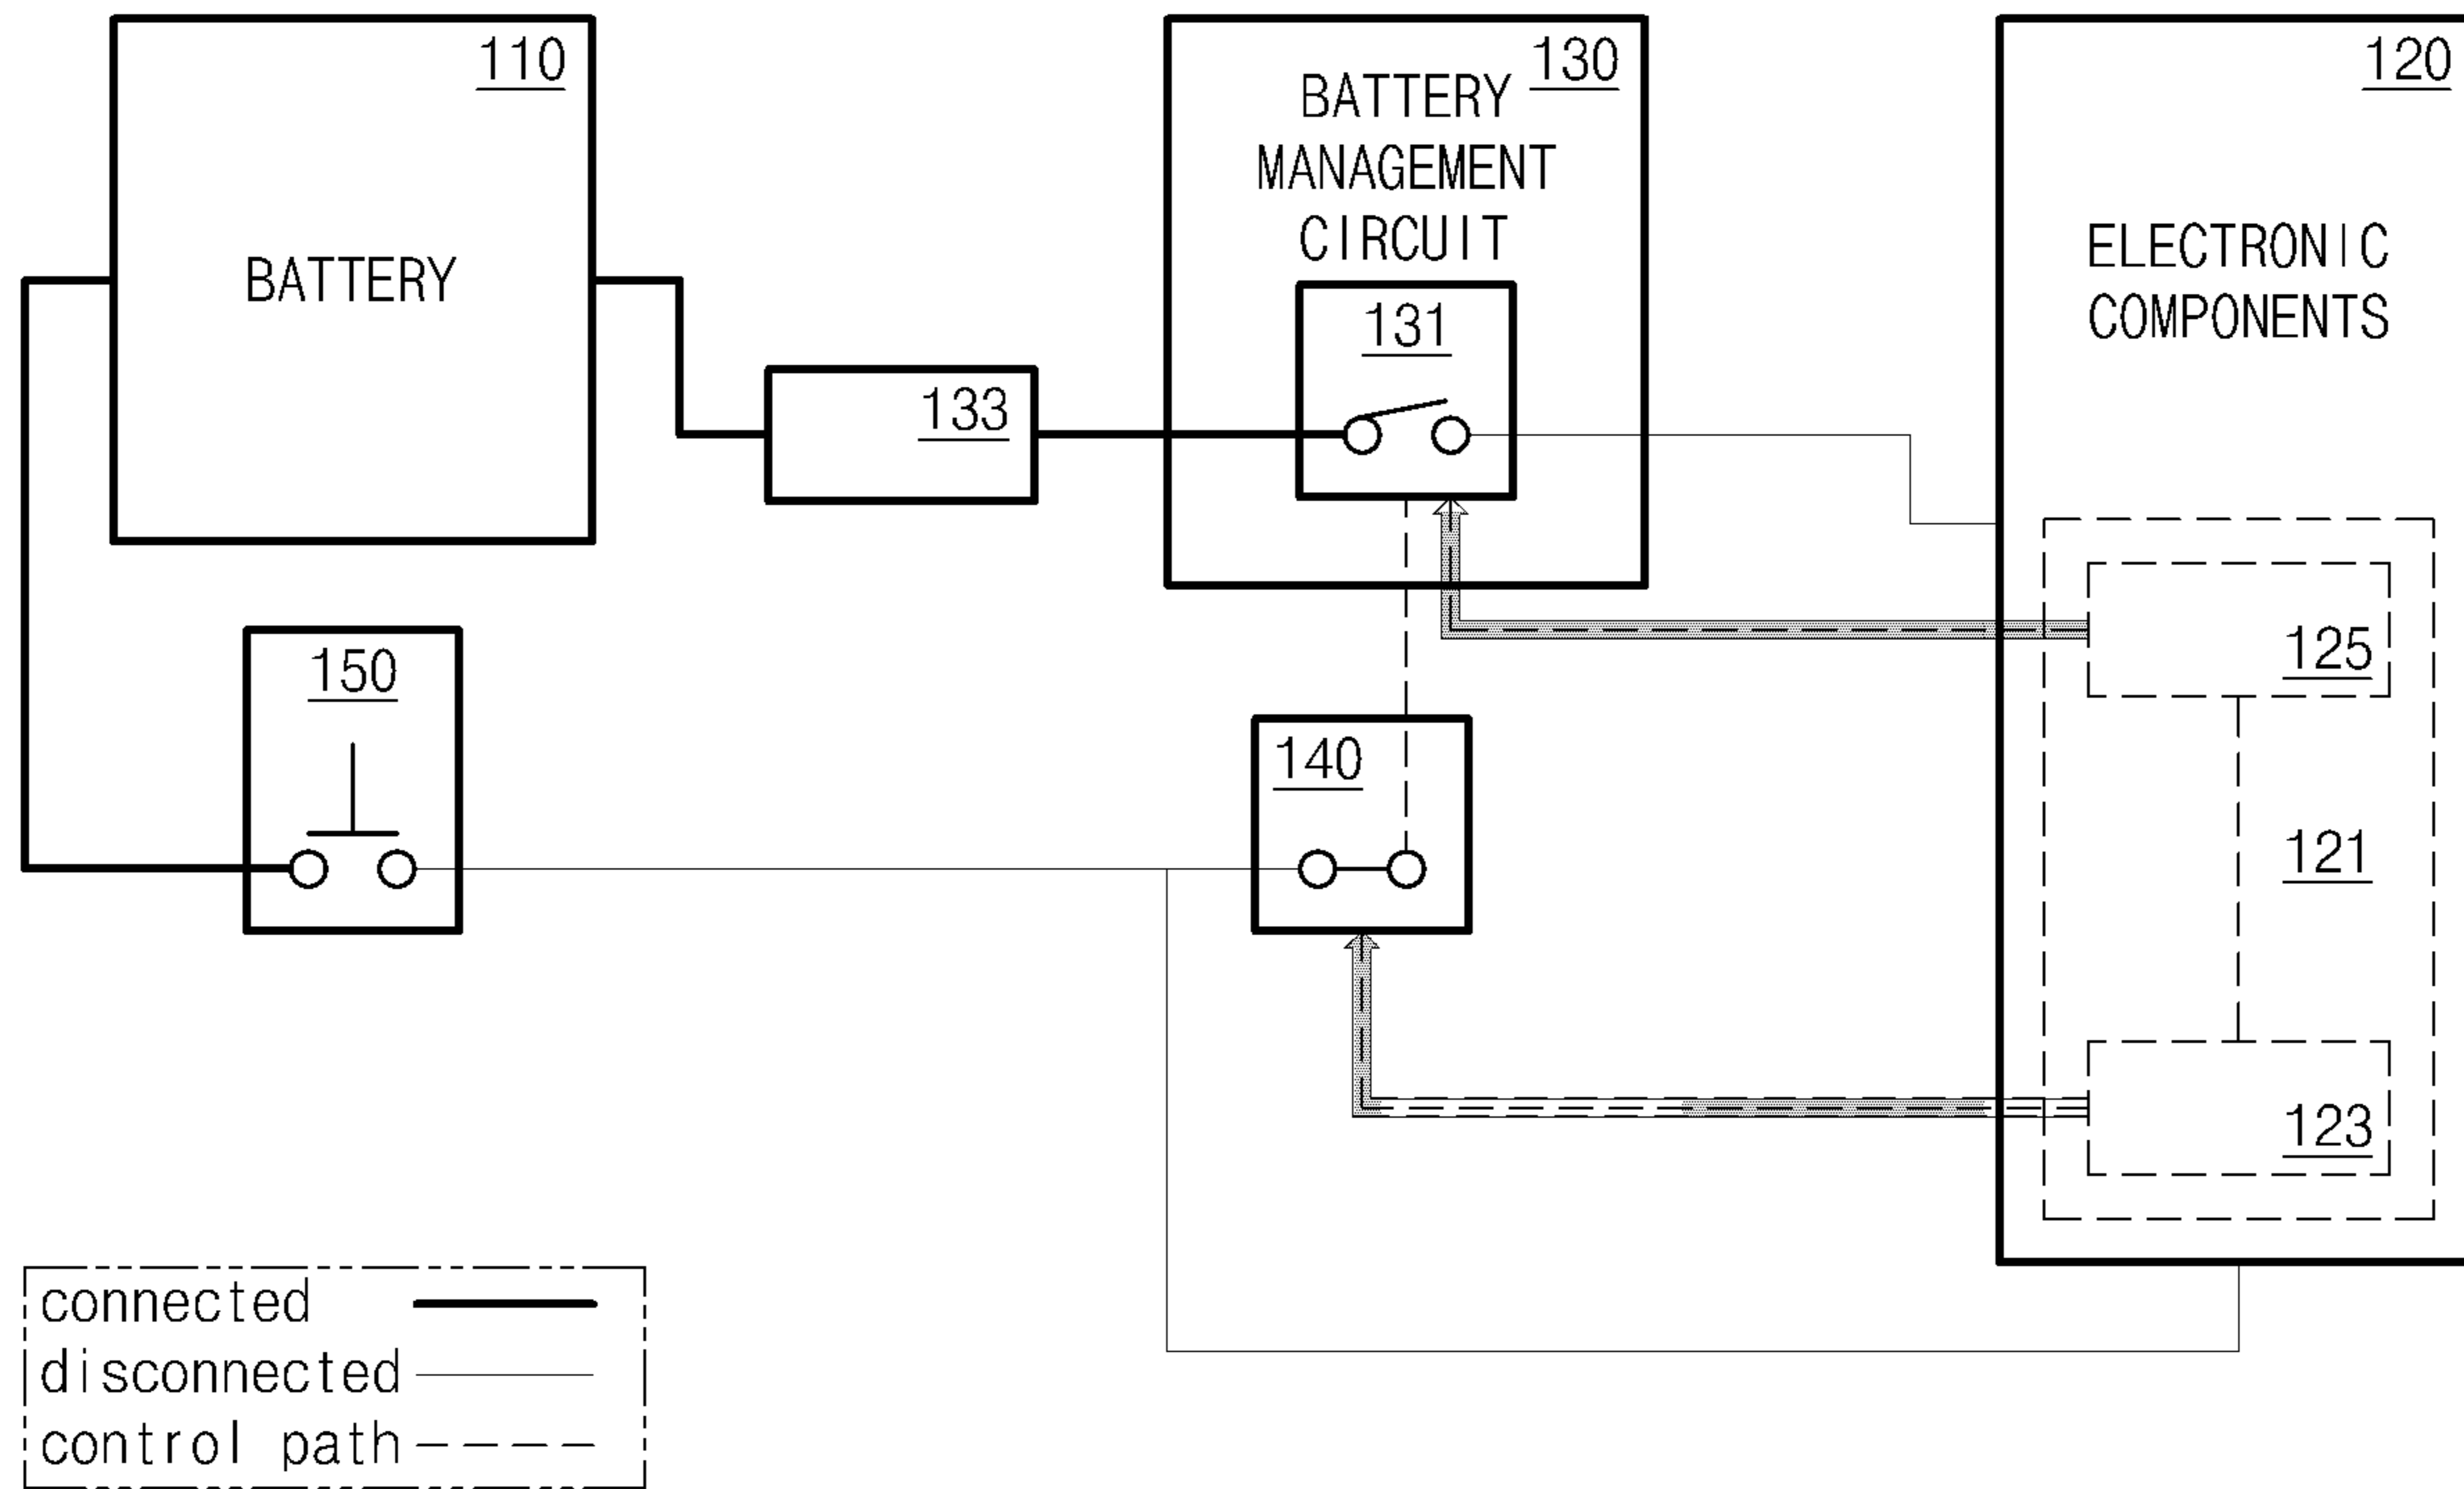 110
BATTERY
130
BATTERY
MANAGEMENT
CIRCUIT
131
133
120
ELECTRONIC
COMPONENTS
125
121
123
150
140
connected
disconnected
control path